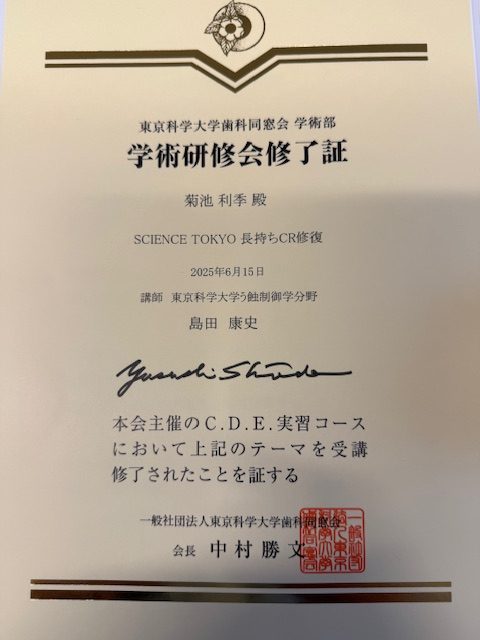 東京科学大学歯科同窓会 学術部
学術研修会修了証
菊池 利季 殿
SCIENCE TOKYO 長持ちCR修復
2025年6月15日
講師 東京科学大学う蝕制御学分野
島田 康史
本会主催のC.D.E.実習コース
において上記のテーマを受講
修了されたことを証する
一般社団法人東京科学大学歯科同窓会
会長 中村勝文